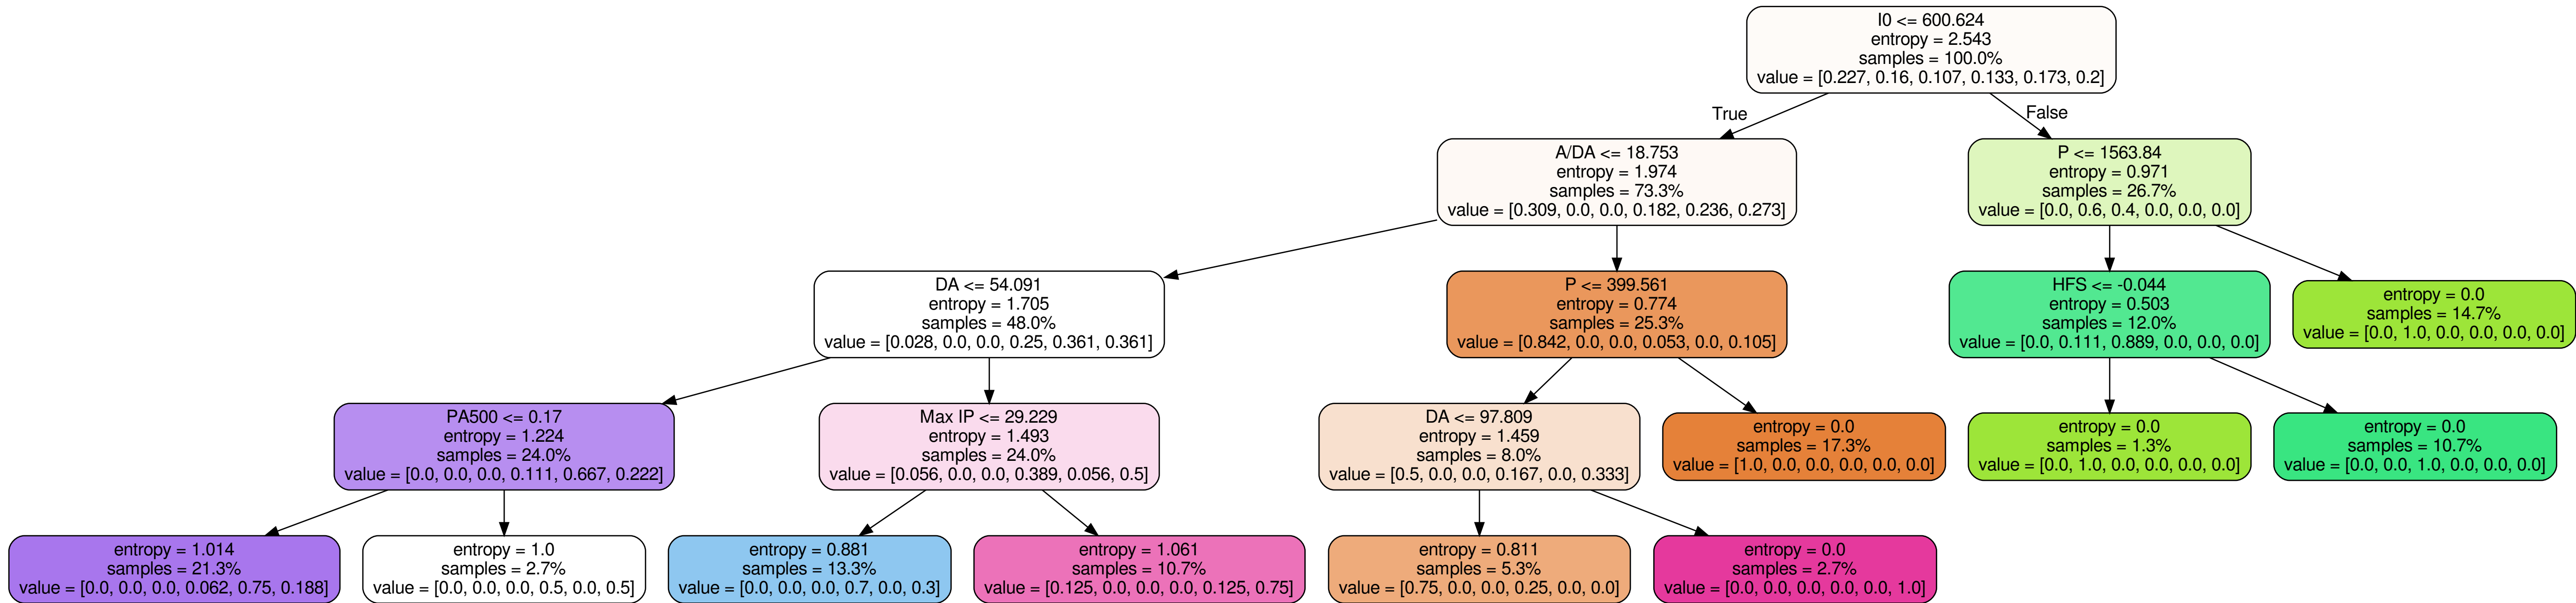 I0 <= 600.624
entropy = 2.543
samples = 100.0%
value = [0.227, 0.16, 0.107, 0.133, 0.173, 0.2]
True
False
A/DA <= 18.753
entropy = 1.974
samples = 73.3%
value = [0.309, 0.0, 0.0, 0.182, 0.236, 0.273]
P <= 1563.84
entropy = 0.971
samples = 26.7%
value = [0.0, 0.6, 0.4, 0.0, 0.0, 0.0]
DA <= 54.091
entropy = 1.705
samples = 48.0%
value = [0.028, 0.0, 0.0, 0.25, 0.361, 0.361]
P <= 399.561
entropy = 0.774
samples = 25.3%
value = [0.842, 0.0, 0.0, 0.053, 0.0, 0.105]
HFS <= -0.044
entropy = 0.503
samples = 12.0%
value = [0.0, 0.111, 0.889, 0.0, 0.0, 0.0]
entropy = 0.0
samples = 14.7%
value = [0.0, 1.0, 0.0, 0.0, 0.0, 0.0]
PA500 <= 0.17
entropy = 1.224
samples = 24.0%
value = [0.0, 0.0, 0.0, 0.111, 0.667, 0.222]
Max IP <= 29.229
entropy = 1.493
samples = 24.0%
value = [0.056, 0.0, 0.0, 0.389, 0.056, 0.5]
DA <= 97.809
entropy = 1.459
samples = 8.0%
value = [0.5, 0.0, 0.0, 0.167, 0.0, 0.333]
entropy = 0.0
samples = 17.3%
value = [1.0, 0.0, 0.0, 0.0, 0.0, 0.0]
entropy = 0.0
samples = 1.3%
value = [0.0, 1.0, 0.0, 0.0, 0.0, 0.0]
entropy = 0.0
samples = 10.7%
value = [0.0, 0.0, 1.0, 0.0, 0.0, 0.0]
entropy = 1.014
samples = 21.3%
value = [0.0, 0.0, 0.0, 0.062, 0.75, 0.188]
entropy = 1.0
samples = 2.7%
value = [0.0, 0.0, 0.0, 0.5, 0.0, 0.5]
entropy = 0.881
samples = 13.3%
value = [0.0, 0.0, 0.0, 0.7, 0.0, 0.3]
entropy = 1.061
samples = 10.7%
value = [0.125, 0.0, 0.0, 0.0, 0.125, 0.75]
entropy = 0.811
samples = 5.3%
value = [0.75, 0.0, 0.0, 0.25, 0.0, 0.0]
entropy = 0.0
samples = 2.7%
value = [0.0, 0.0, 0.0, 0.0, 0.0, 1.0]